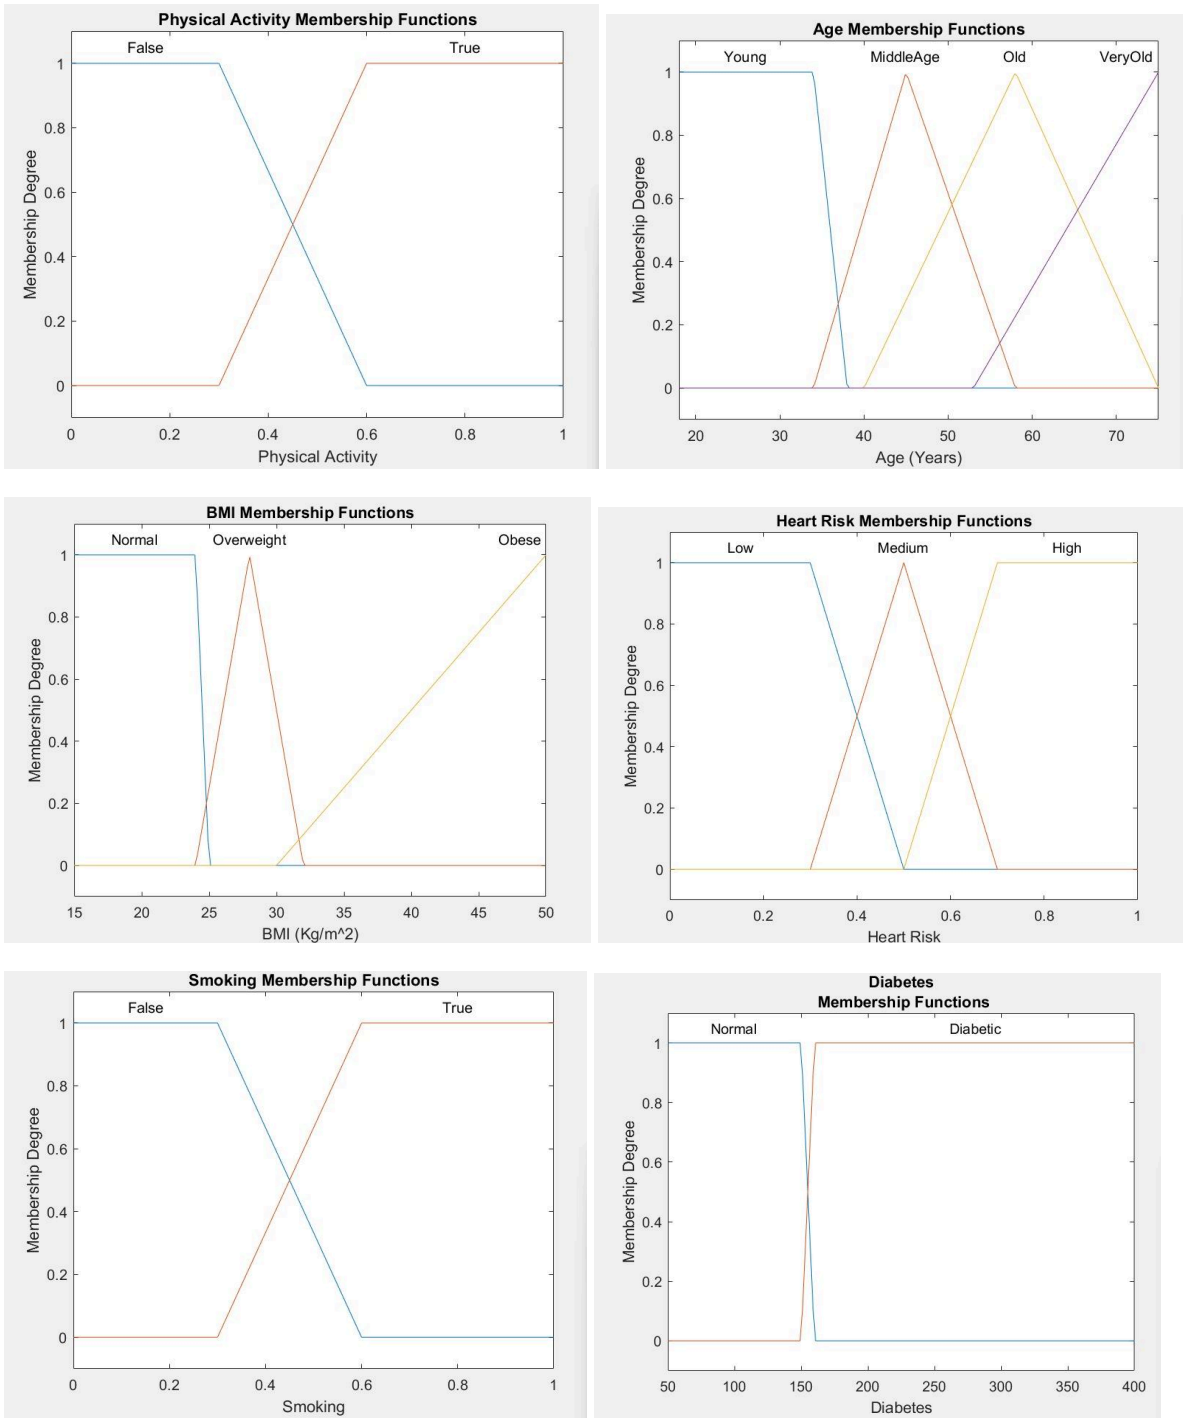 Physical Activity Membership Functions
False True
1
0.8
0.6
0.4
0.2
0
Membership Degree
0 0.2 0.4 0.6 0.8 1
Physical Activity
Age Membership Functions
Young MiddleAge Old VeryOld
1
0.8
0.6
0.4
0.2
0
Membership Degree
20 30 40 50 60 70
Age (Years)
BMI Membership Functions
Normal Overweight Obese
1
0.8
0.6
0.4
0.2
0
Membership Degree
15 20 25 30 35 40 45 50
BMI (Kg/m^2)
Heart Risk Membership Functions
Low Medium High
1
0.8
0.6
0.4
0.2
0
Membership Degree
0 0.2 0.4 0.6 0.8 1
Heart Risk
Smoking Membership Functions
False True
1
0.8
0.6
0.4
0.2
0
Membership Degree
0 0.2 0.4 0.6 0.8 1
Smoking
Diabetes
Membership Functions
Normal Diabetic
1
0.8
0.6
0.4
0.2
0
Membership Degree
50 100 150 200 250 300 350 400
Diabetes